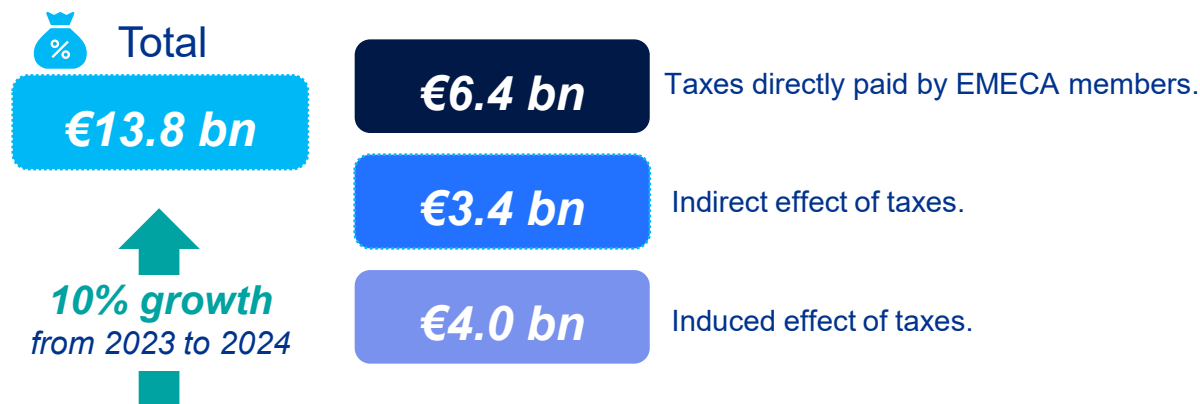 %
Total
€13.8 bn
10% growth
from 2023 to 2024
€6.4 bn
Taxes directly paid by EMECA members.
€3.4 bn
Indirect effect of taxes.
€4.0 bn
Induced effect of taxes.